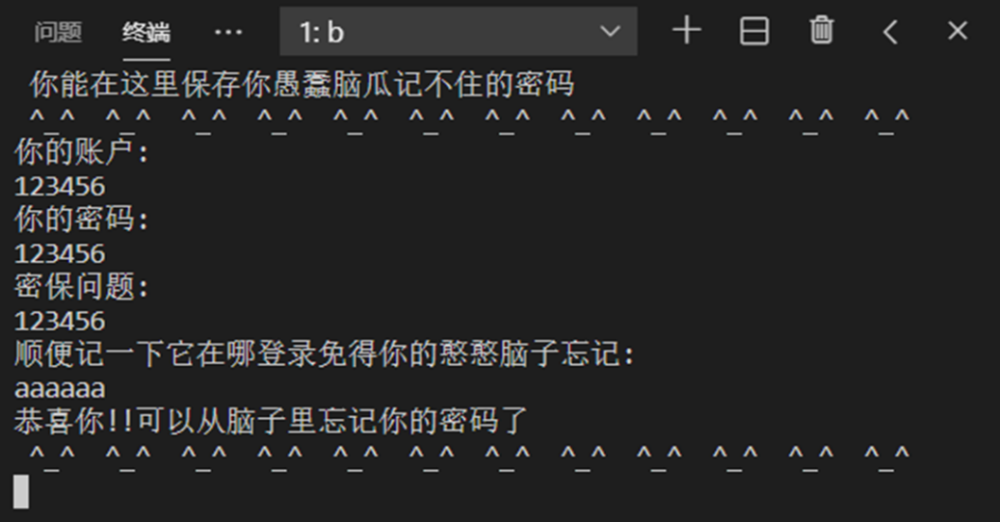 问题 终端 ... 1: b
你能在这里保存你愚蠢脑瓜记不住的密码
^_^ ^_^ ^_^ ^_^ ^_^ ^_^ ^_^ ^_^ ^_^ ^_^ ^_^ ^_^
你的账户:
123456
你的密码:
123456
密保问题:
123456
顺便记一下它在哪登录免得你的憨憨脑子忘记:
aaaaaa
恭喜你!!可以从脑子里忘记你的密码了
^_^ ^_^ ^_^ ^_^ ^_^ ^_^ ^_^ ^_^ ^_^ ^_^ ^_^ ^_^